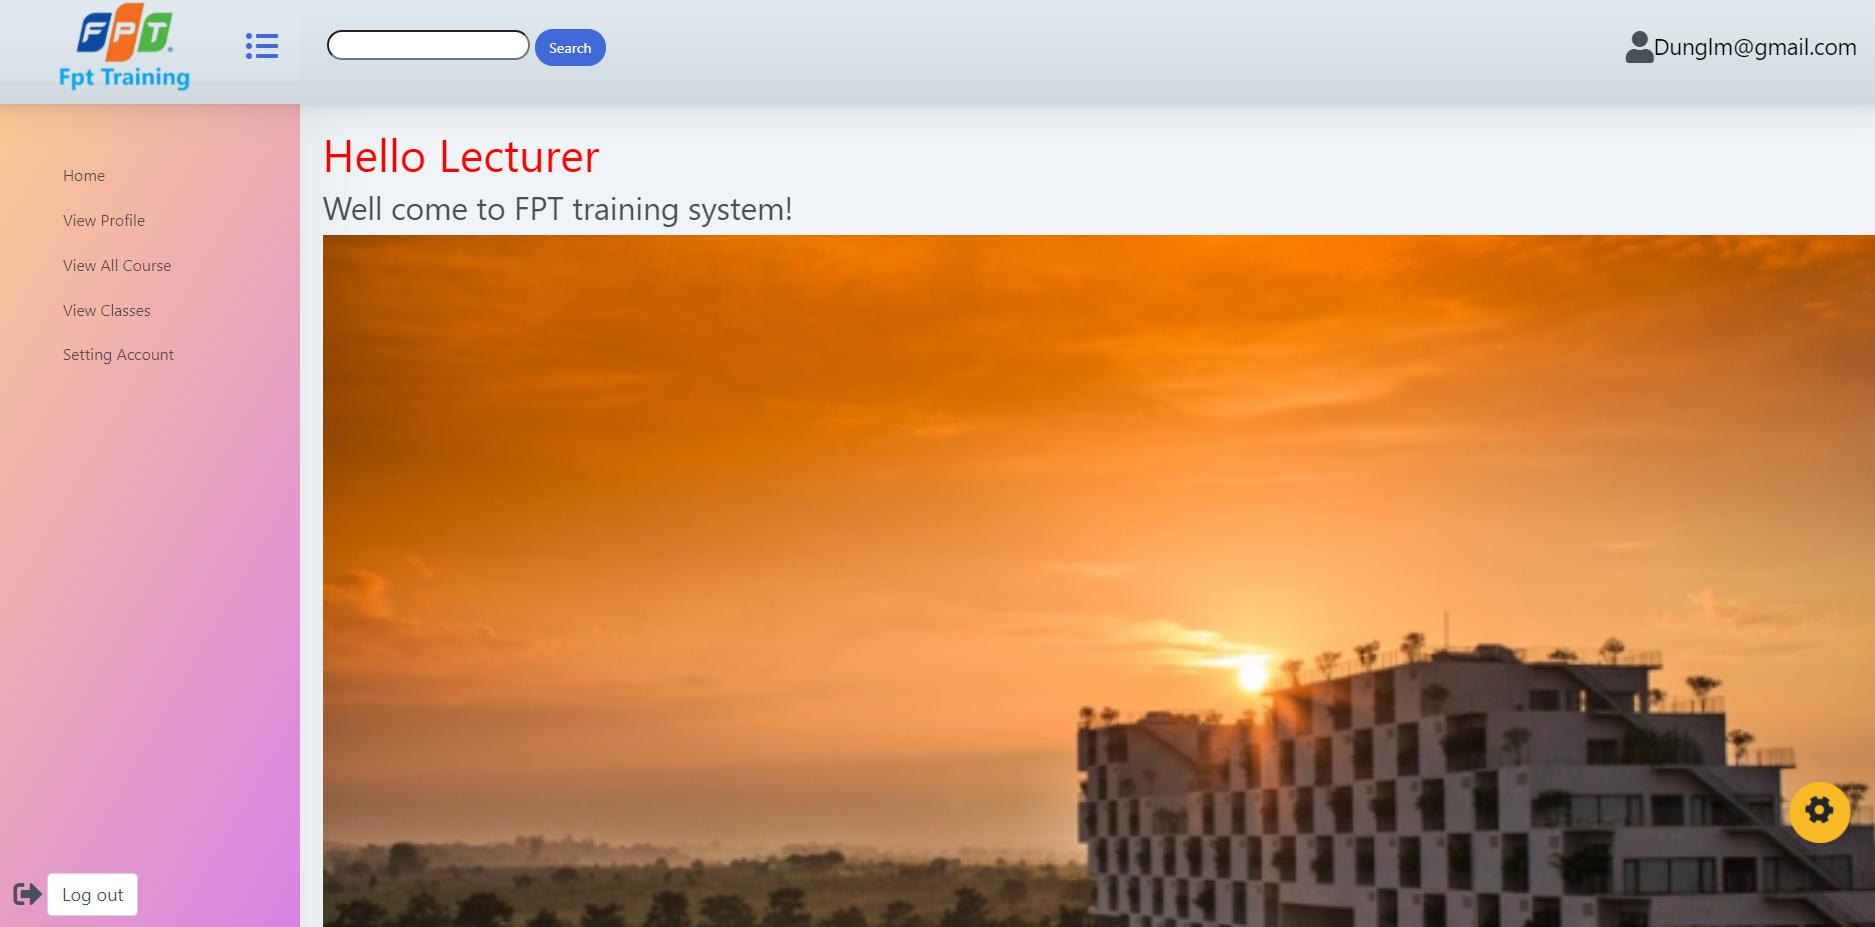 FPT
Fpt Training
Search
Dunglm@gmail.com
Home
View Profile
View All Course
View Classes
Setting Account
Log out
Hello Lecturer
Well come to FPT training system!